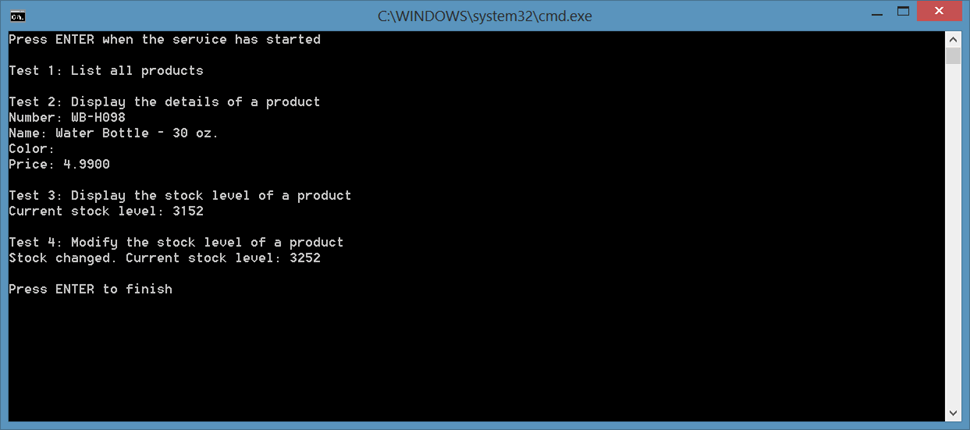 C:\WINDOWS\system32\cmd.exe
Press ENTER when the service has started
Test 1: List all products
Test 2: Display the details of a product
Number: WB-H098
Name: Water Bottle - 30 oz.
Color:
Price: 4.9900
Test 3: Display the stock level of a product
Current stock level: 3152
Test 4: Modify the stock level of a product
Stock changed. Current stock level: 3252
Press ENTER to finish